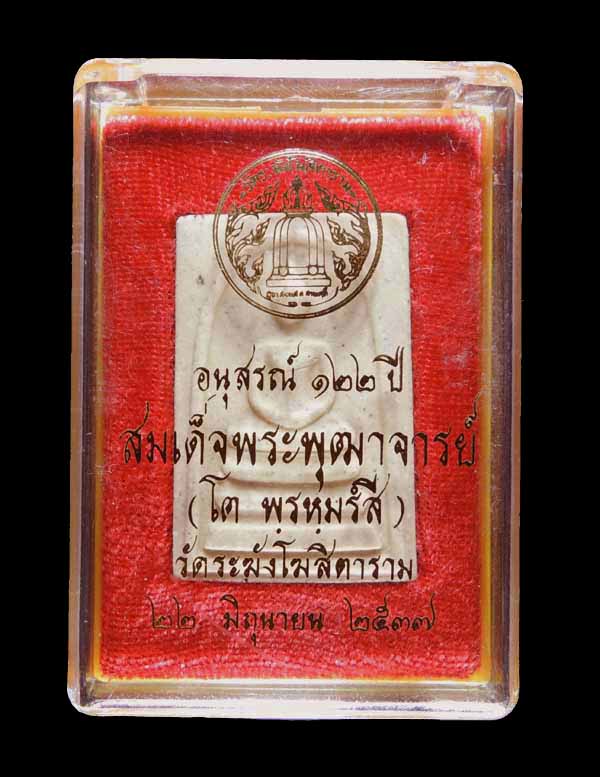 อนุสรณ์ ๑๒๒ ปี
สมเด็จพระพุฒาจารย์
(โต พฺรหฺมรํสี)
วัดระฆังโฆสิตาราม
๒๒ มิถุนายน ๒๕๓๗